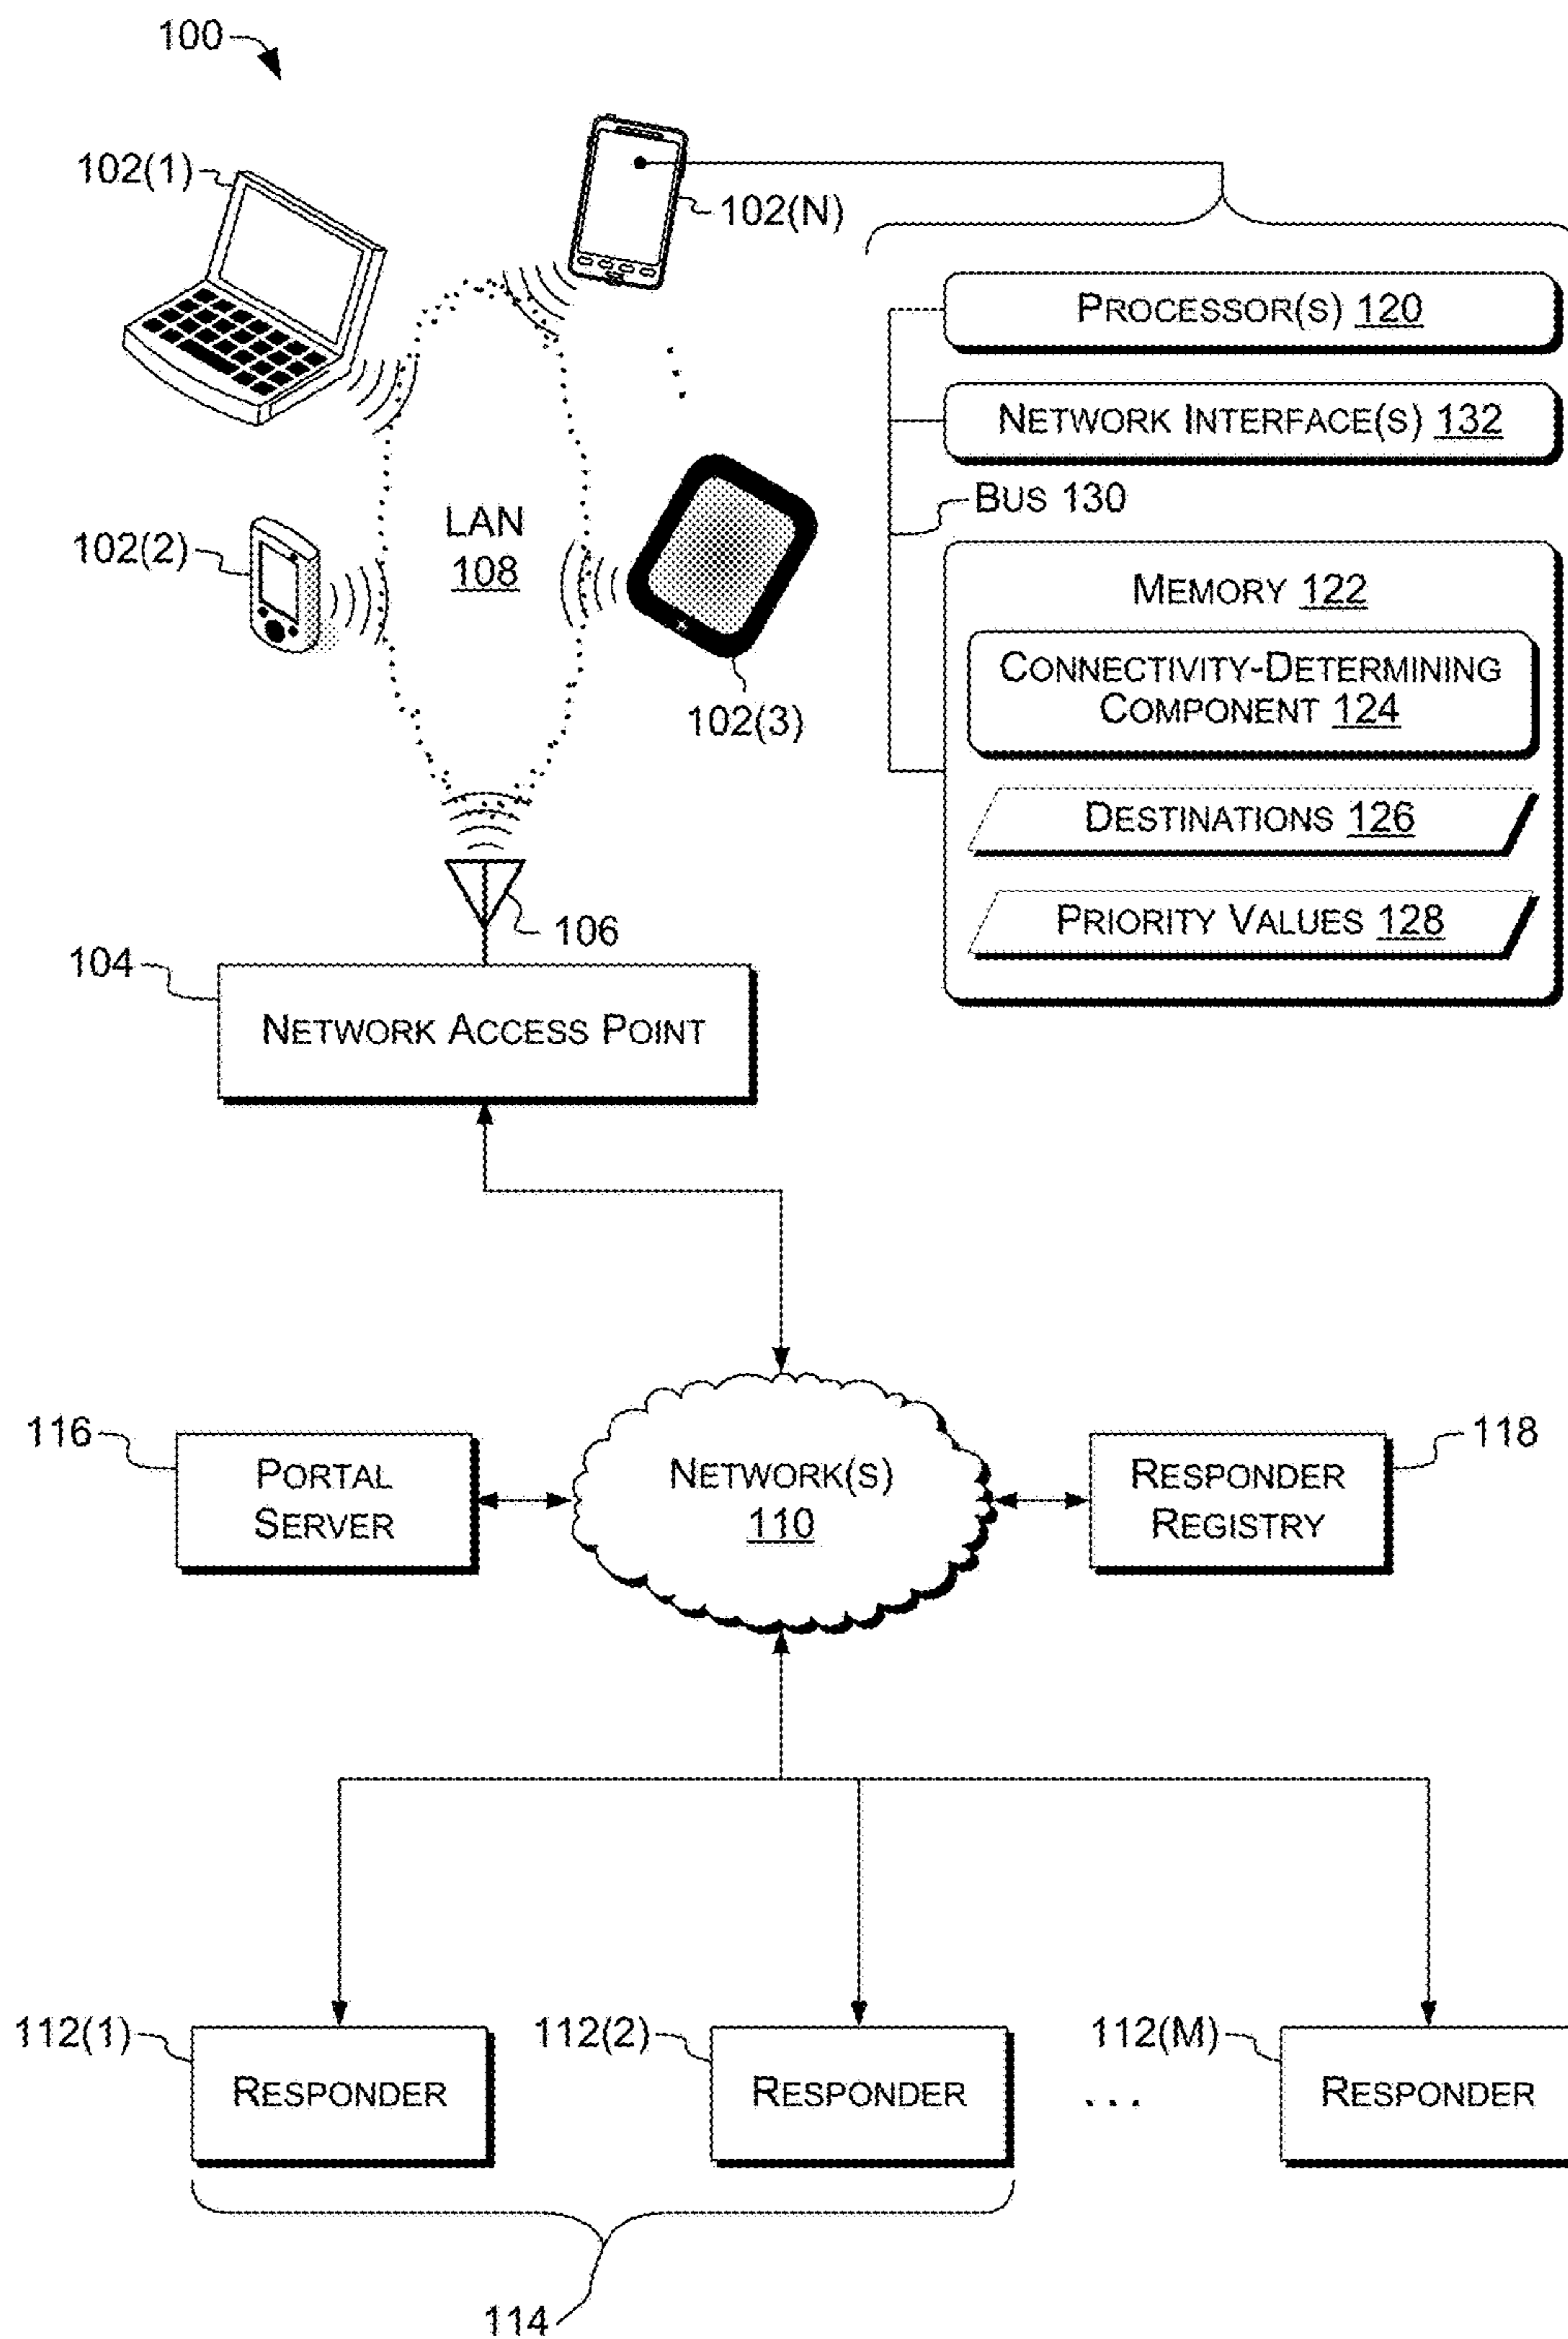 100
102(1)
102(N)
PROCESSOR(S) 120
NETWORK INTERFACE(S) 132
BUS 130
102(2)
LAN
108
102(3)
MEMORY 122
CONNECTIVITY-DETERMINING
COMPONENT 124
DESTINATIONS 126
PRIORITY VALUES 128
106
104
NETWORK ACCESS POINT
116
PORTAL
SERVER
NETWORK(S)
110
118
RESPONDER
REGISTRY
112(1)
RESPONDER
112(2)
RESPONDER
...
112(M)
RESPONDER
114